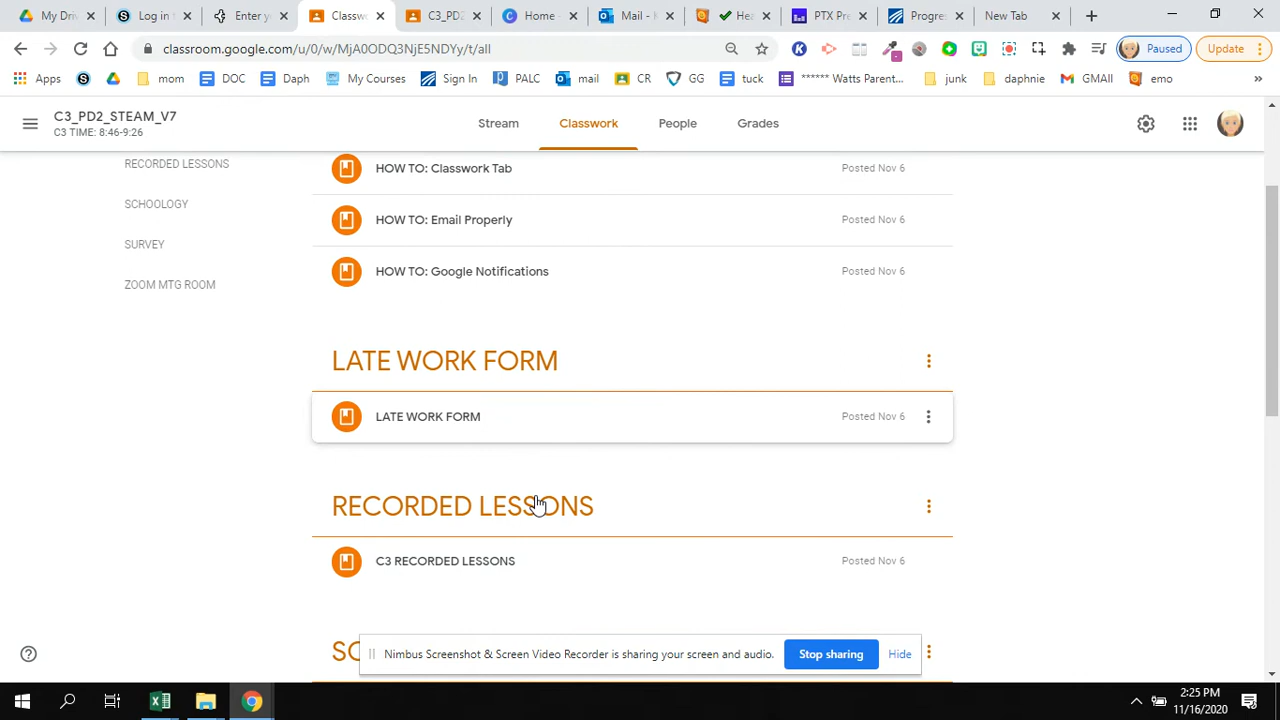 My Dri
Log in t
Enter y
Classw
C3_PD2
Home -
Mail -
Hea
PTX Pre
Progres
New Tab
classroom.google.com/u/0/w/MjA0ODQ3NjE5NDYy/t/all
Paused
Update
Apps
mom
DOC
Daph
My Courses
Sign In
PALC
mail
CR
GG
tuck
****** Watts Parent...
junk
daphnie
GMAIl
emo
»
C3_PD2_STEAM_V7
C3 TIME: 8:46-9:26
Stream
Classwork
People
Grades
RECORDED LESSONS
SCHOOLOGY
SURVEY
ZOOM MTG ROOM
HOW TO: Classwork Tab
Posted Nov 6
HOW TO: Email Properly
Posted Nov 6
HOW TO: Google Notifications
Posted Nov 6
LATE WORK FORM
LATE WORK FORM
Posted Nov 6
RECORDED LESSONS
C3 RECORDED LESSONS
Posted Nov 6
SC
Nimbus Screenshot & Screen Video Recorder is sharing your screen and audio.
Stop sharing
Hide
2:25 PM
11/16/2020